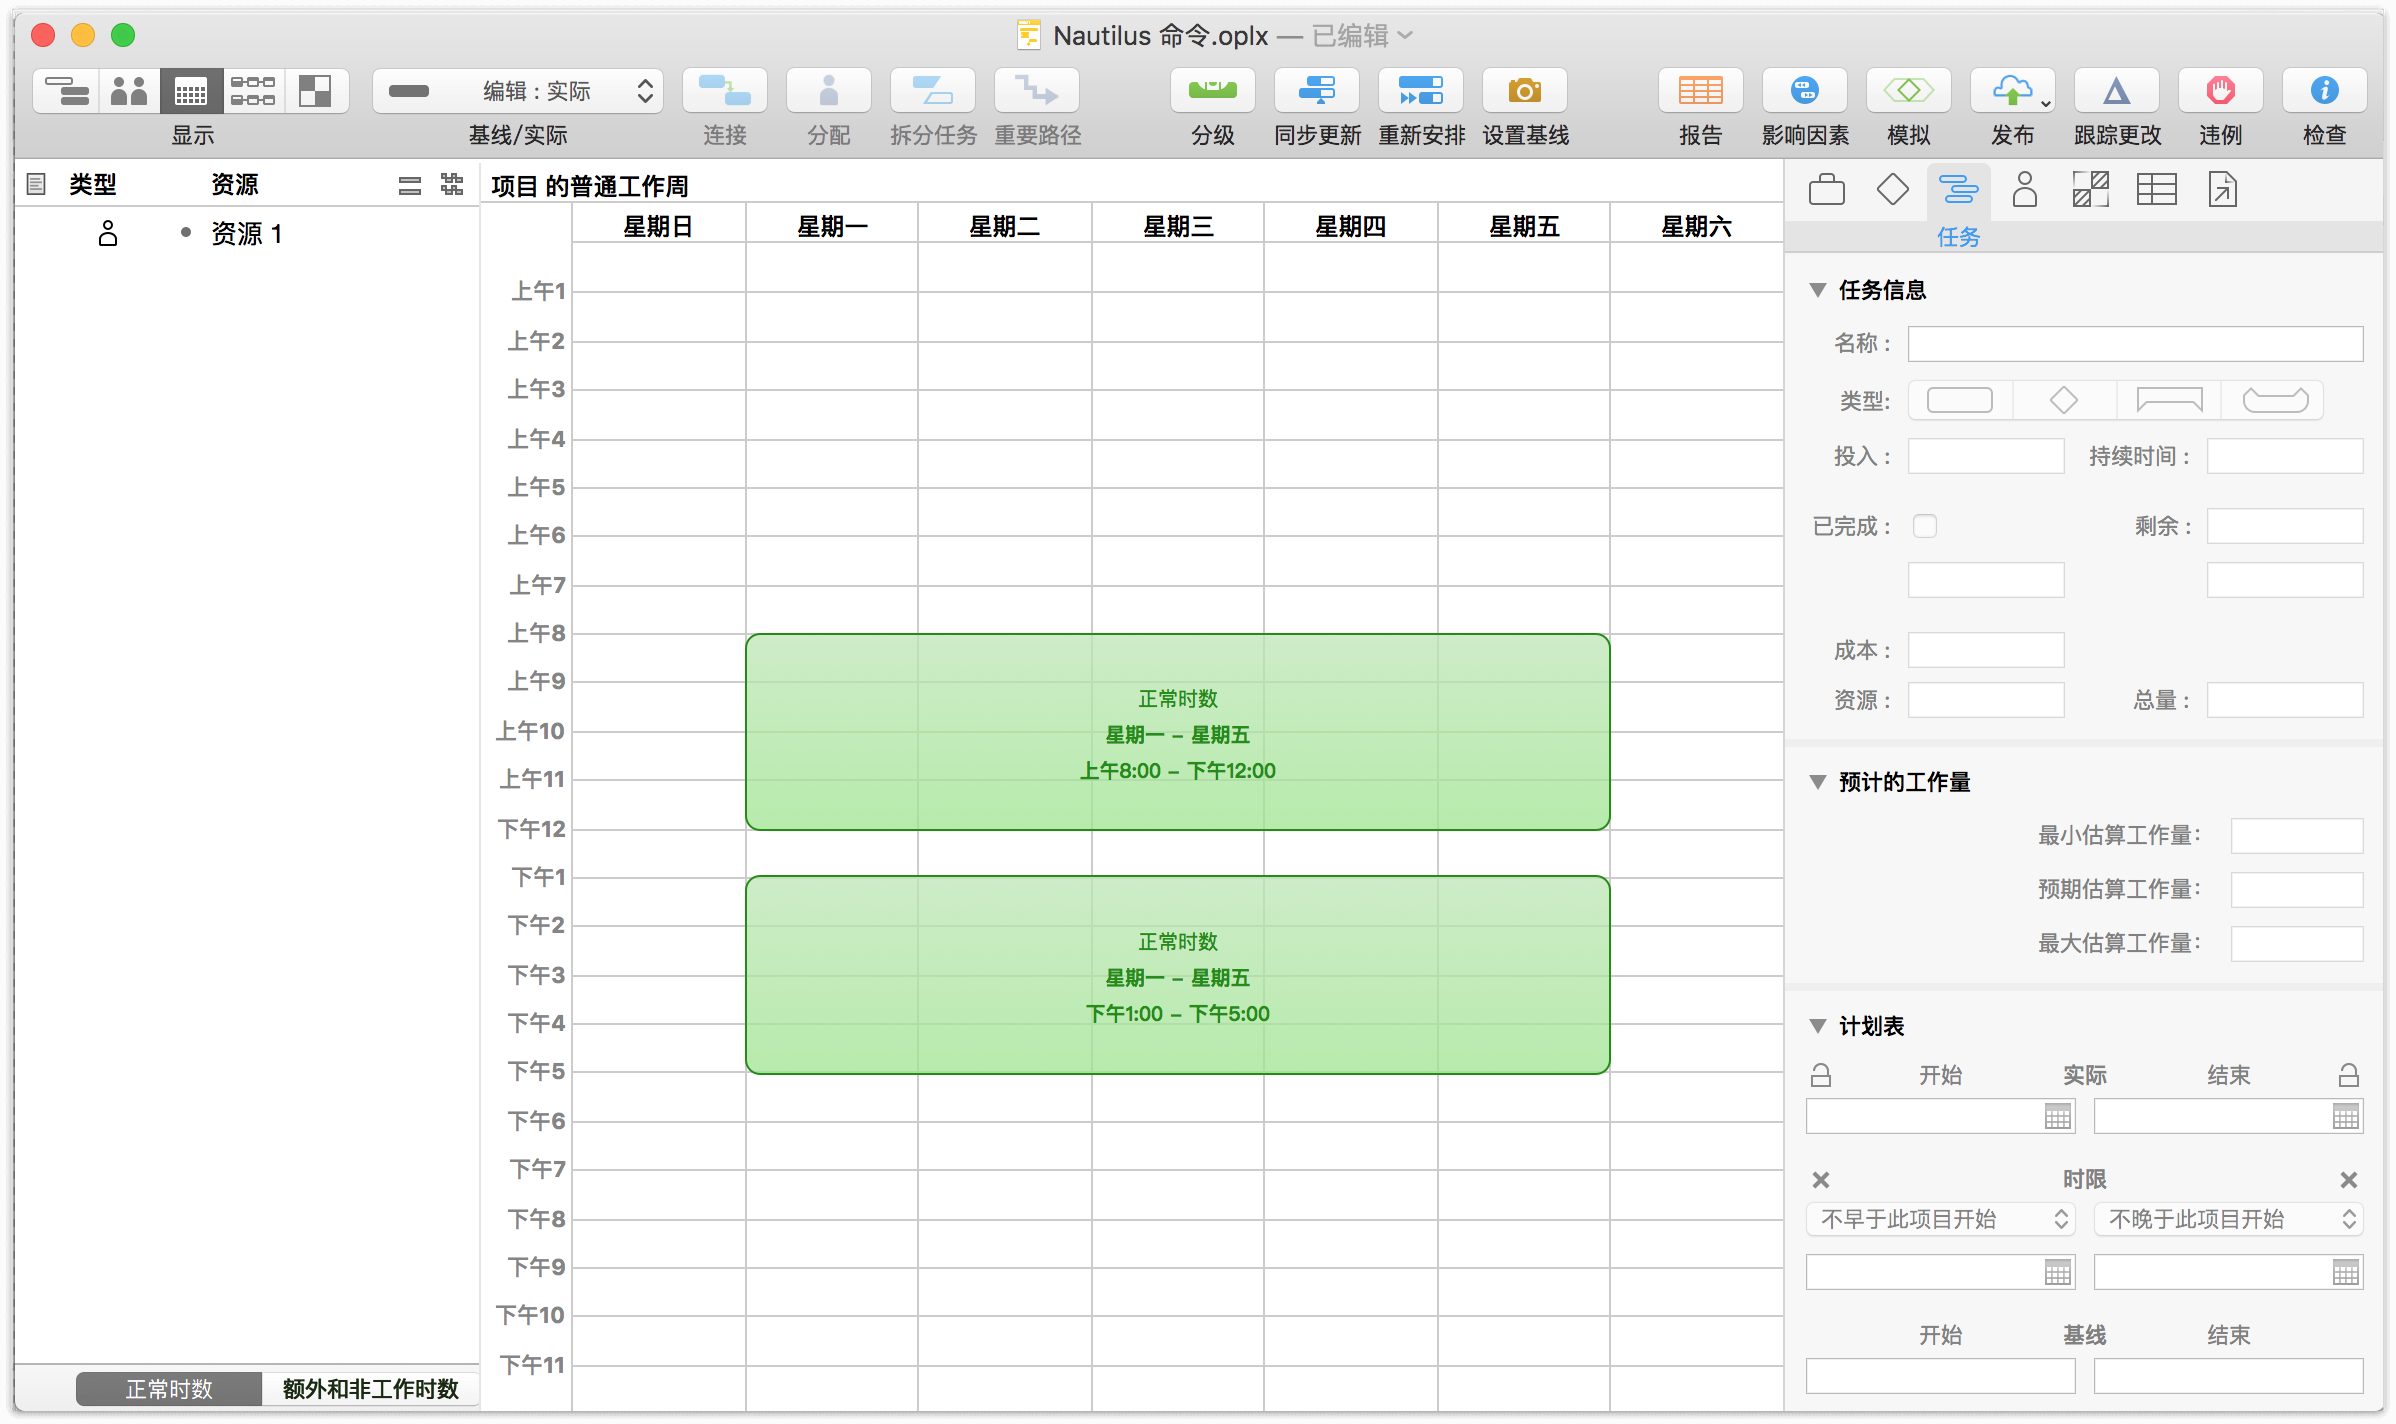 Nautilus 命令.oplx — 已编辑
编辑：实际
显示
基线/实际
连接
分配
拆分任务
重要路径
分级
同步更新
重新安排
设置基线
报告
影响因素
模拟
发布
跟踪更改
违例
检查
类型
资源
资源 1
项目 的普通工作周
星期日
星期一
星期二
星期三
星期四
星期五
星期六
上午1
上午2
上午3
上午4
上午5
上午6
上午7
上午8
上午9
上午10
上午11
下午12
下午1
下午2
下午3
下午4
下午5
下午6
下午7
下午8
下午9
下午10
下午11
正常时数
星期一 – 星期五
上午8:00 – 下午12:00
正常时数
星期一 – 星期五
下午1:00 – 下午5:00
正常时数
额外和非工作时数
任务
任务信息
名称：
类型:
投入：
持续时间：
已完成：
剩余：
成本：
资源：
总量：
预计的工作量
最小估算工作量:
预期估算工作量:
最大估算工作量:
计划表
开始
实际
结束
时限
不早于此项目开始
不晚于此项目开始
开始
基线
结束